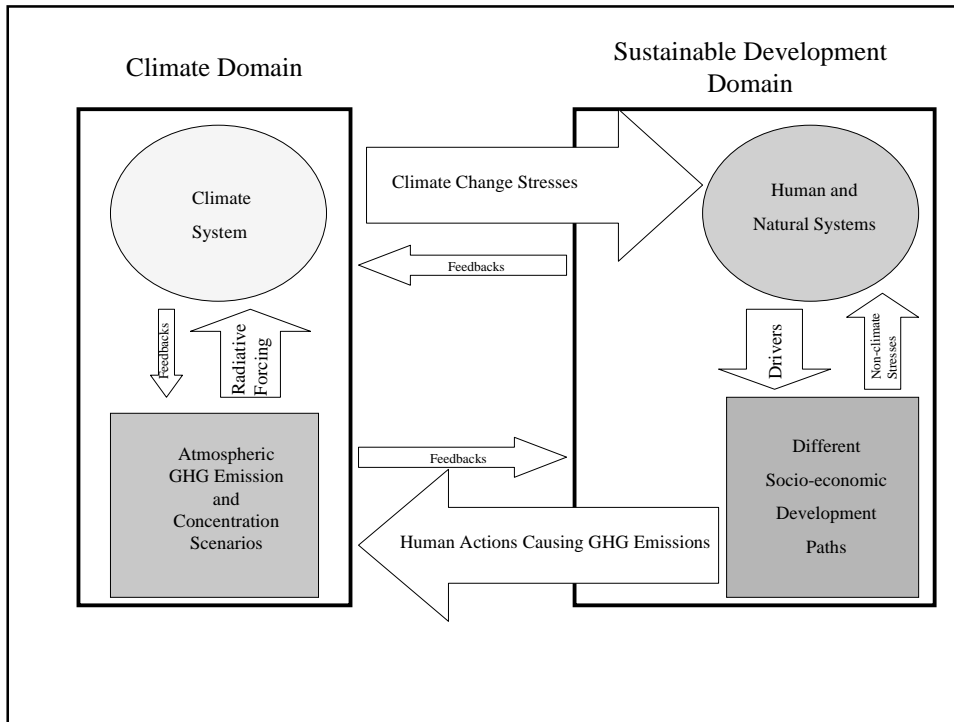 Climate Domain
Sustainable Development
Domain
Climate
System
Climate Change Stresses
Human and
Natural Systems
Feedbacks
Feedbacks
Radiative
Forcing
Drivers
Non-climate
Stresses
Atmospheric
GHG Emission
and
Concentration
Scenarios
Feedbacks
Human Actions Causing GHG Emissions
Different
Socio-economic
Development
Paths